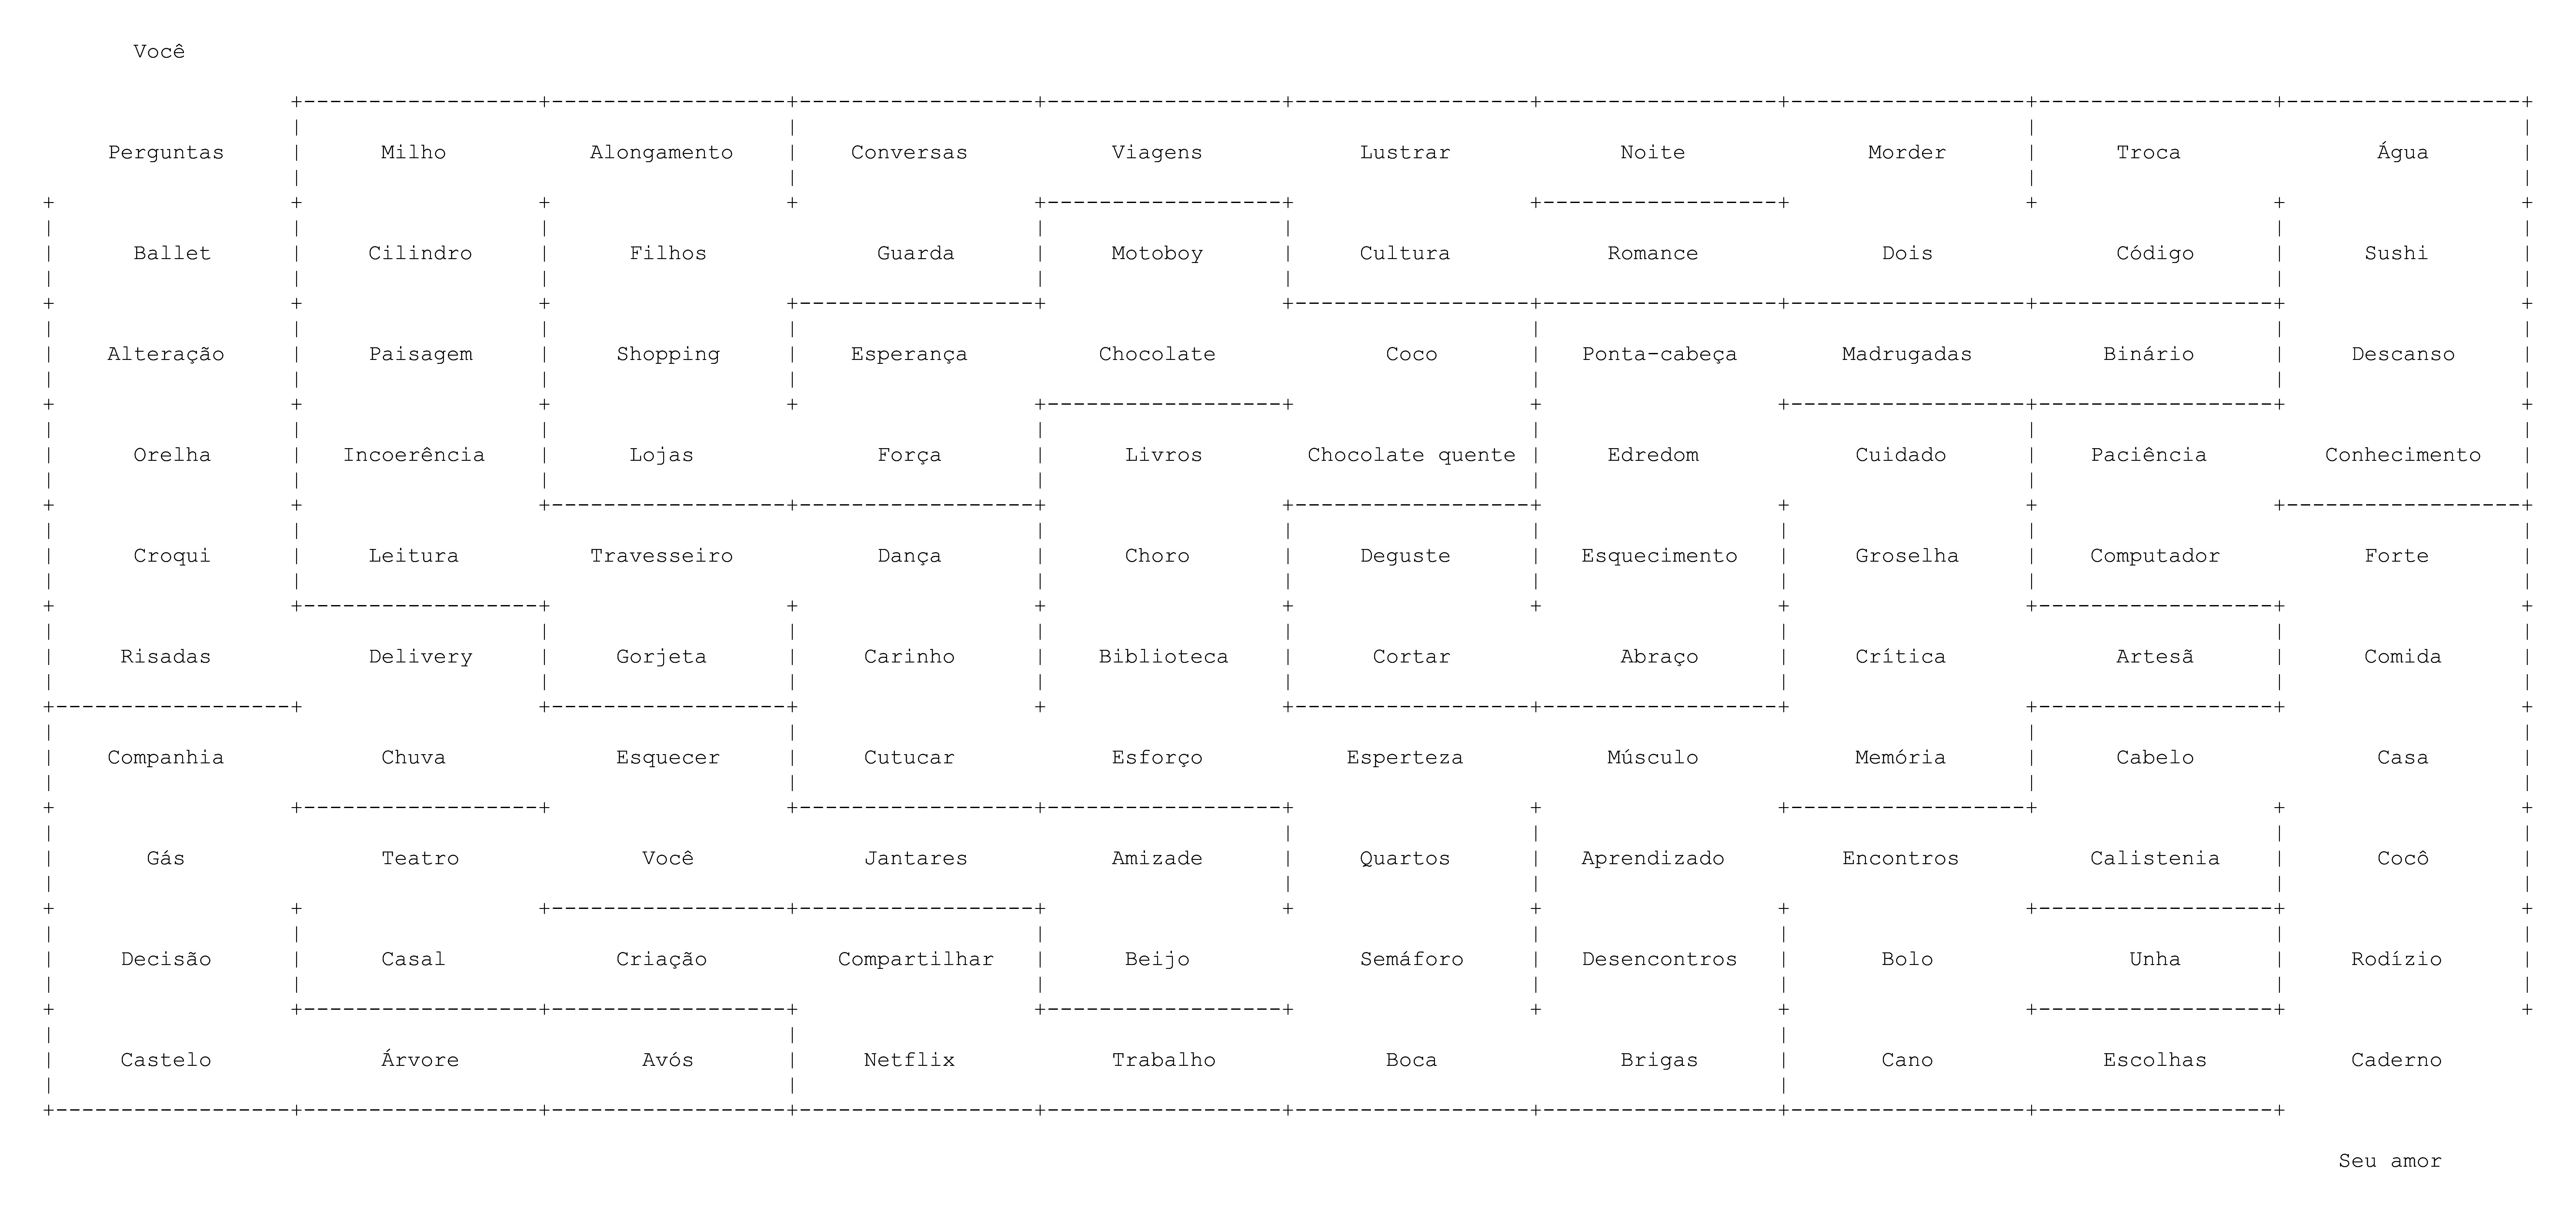 Você
Perguntas Milho Alongamento Conversas Viagens Lustrar Noite Morder Troca Água
Ballet Cilindro Filhos Guarda Motoboy Cultura Romance Dois Código Sushi
Alteração Paisagem Shopping Esperança Chocolate Coco Ponta-cabeça Madrugadas Binário Descanso
Orelha Incoerência Lojas Força Livros Chocolate quente Edredom Cuidado Paciência Conhecimento
Croqui Leitura Travesseiro Dança Choro Deguste Esquecimento Groselha Computador Forte
Risadas Delivery Gorjeta Carinho Biblioteca Cortar Abraço Crítica Artesã Comida
Companhia Chuva Esquecer Cutucar Esforço Esperteza Músculo Memória Cabelo Casa
Gás Teatro Você Jantares Amizade Quartos Aprendizado Encontros Calistenia Cocô
Decisão Casal Criação Compartilhar Beijo Semáforo Desencontros Bolo Unha Rodízio
Castelo Árvore Avós Netflix Trabalho Boca Brigas Cano Escolhas Caderno
Seu amor